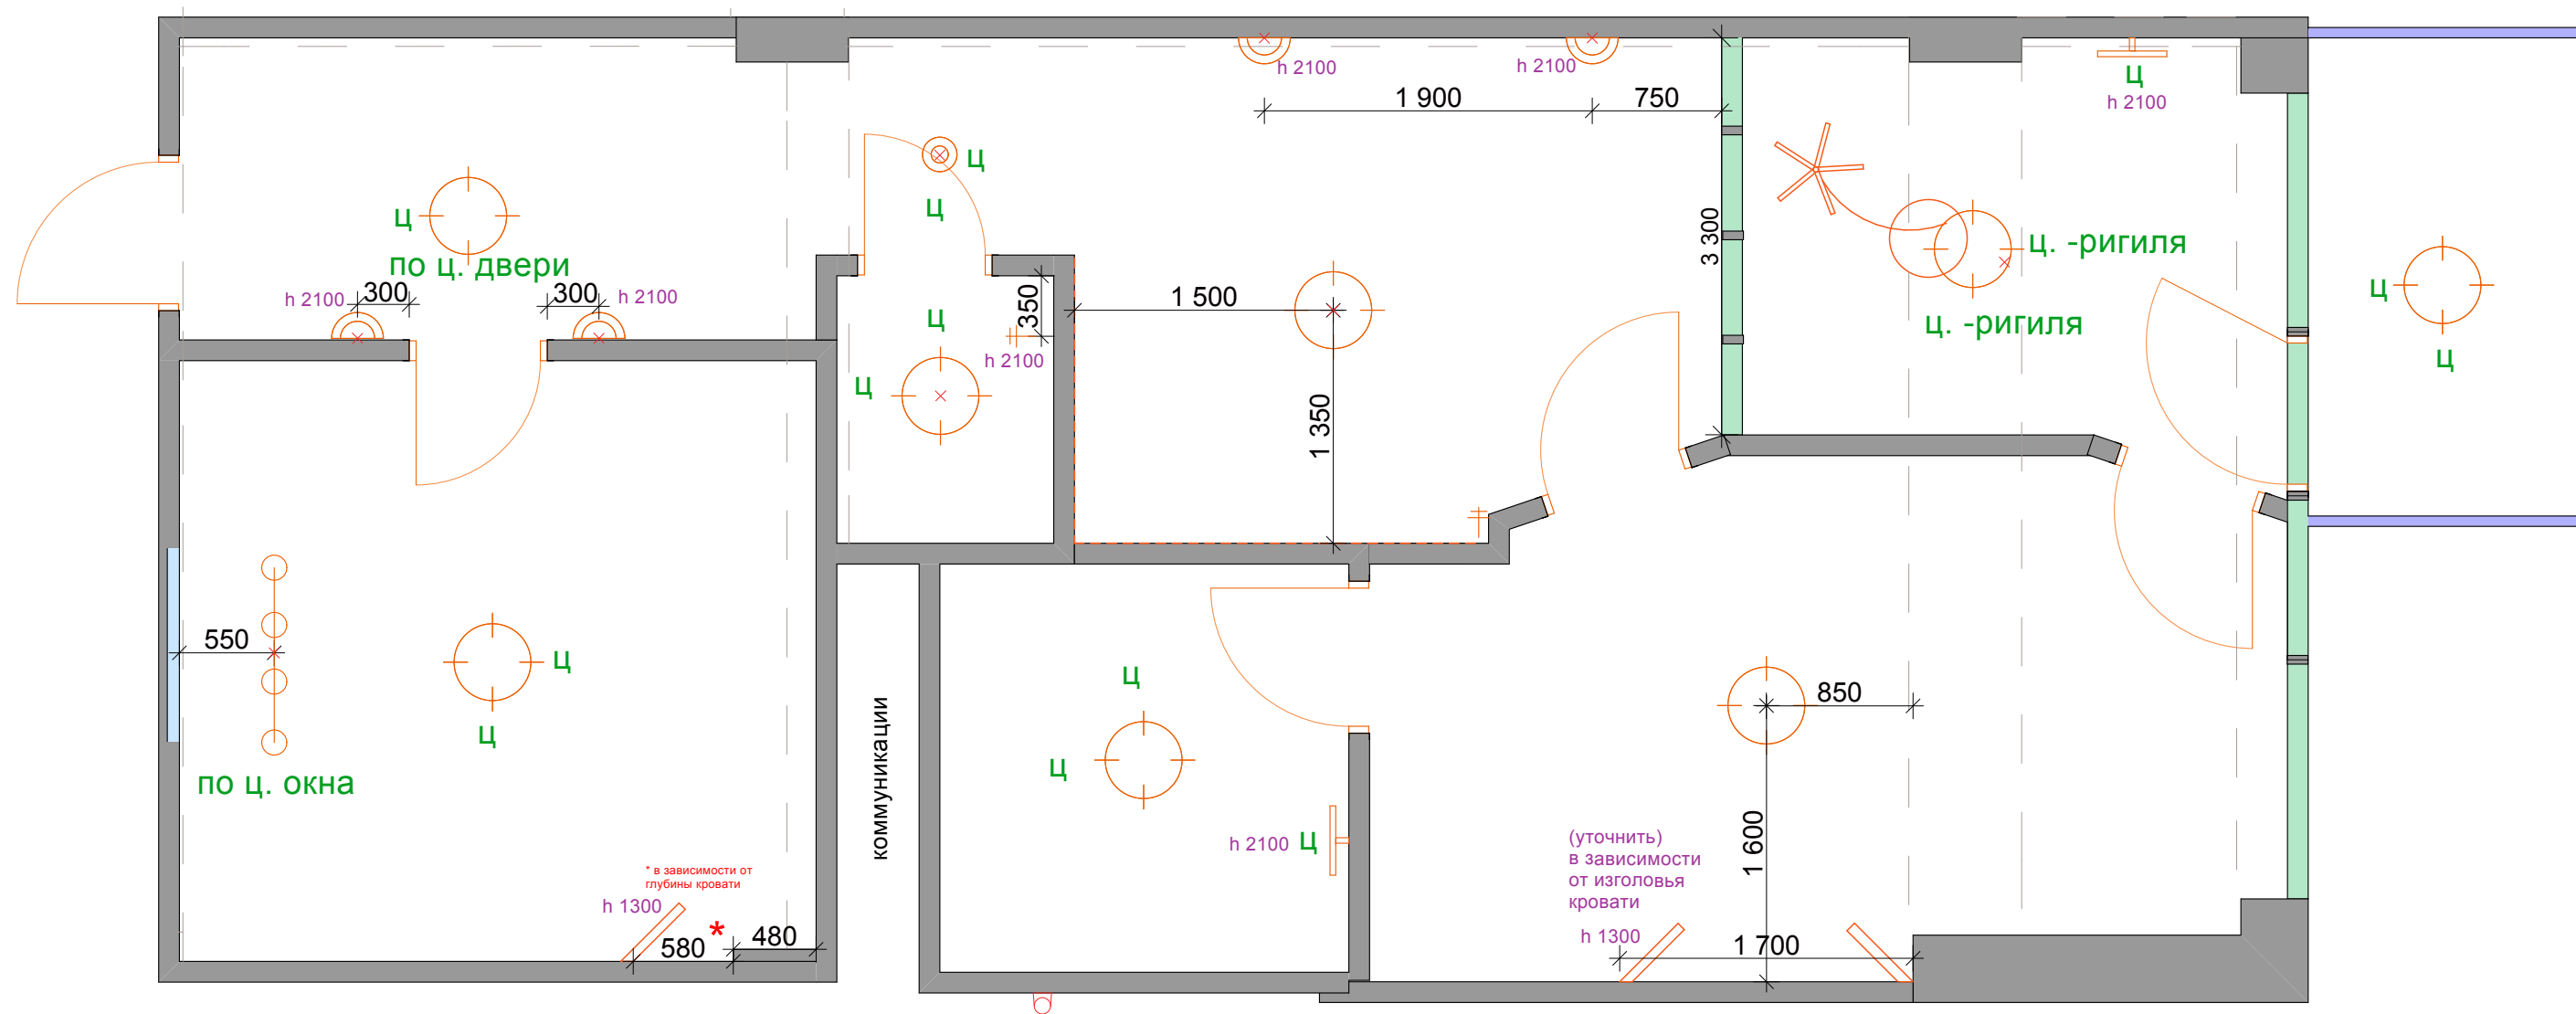 h 2100
h 2100
ц
h 2100
1 900
750
ц
ц
ц
по ц. двери
h 2100
300
300
h 2100
3 300
ц. -ригиля
ц. -ригиля
ц
ц
ц
350
h 2100
ц
1 500
1 350
550
ц
ц
по ц. окна
коммуникации
ц
ц
h 2100
ц
850
1 600
(уточнить)
в зависимости
от изголовья
кровати
h 1300
1 700
* в зависимости от
глубины кровати
h 1300
*
580
480